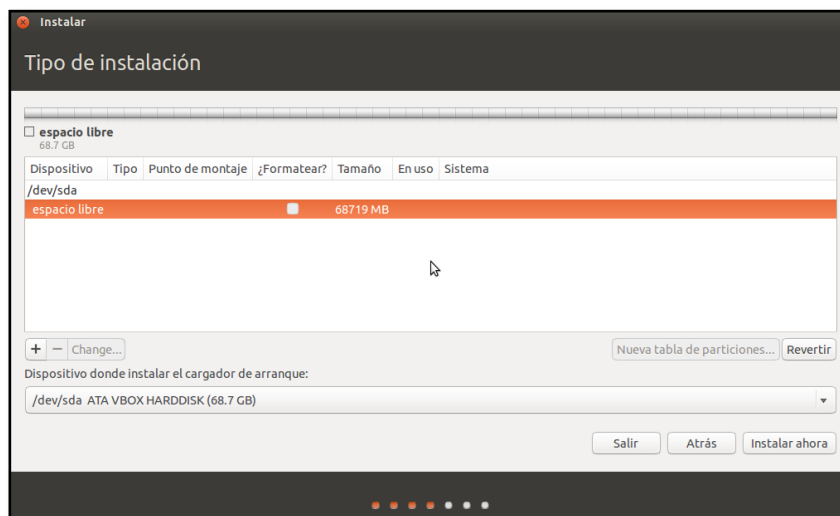 Instalar
Tipo de instalación
espacio libre
68.7 GB
Dispositivo Tipo Punto de montaje ¿Formatear? Tamaño En uso Sistema
/dev/sda
espacio libre 68719 MB
+ − Change... Nueva tabla de particiones... Revertir
Dispositivo donde instalar el cargador de arranque:
/dev/sda ATA VBOX HARDDISK (68.7 GB)
Salir Atrás Instalar ahora